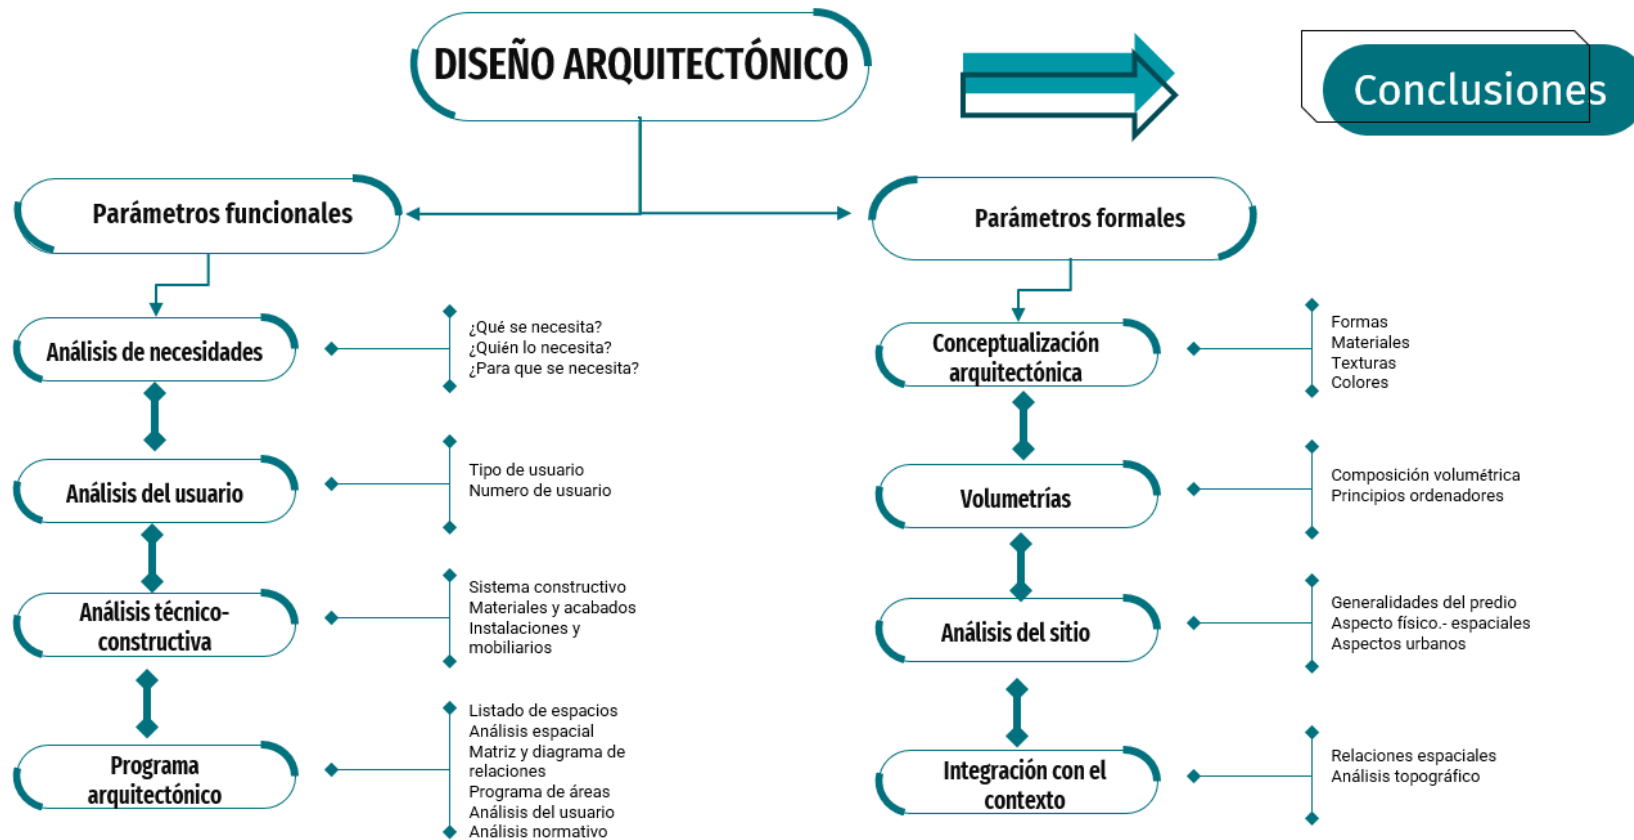 DISEÑO ARQUITECTÓNICO
Conclusiones
Parámetros funcionales
Análisis de necesidades
¿Qué se necesita?
¿Quién lo necesita?
¿Para que se necesita?
Análisis del usuario
Tipo de usuario
Numero de usuario
Análisis técnico-
constructiva
Sistema constructivo
Materiales y acabados
Instalaciones y
mobiliarios
Programa
arquitectónico
Listado de espacios
Análisis espacial
Matriz y diagrama de
relaciones
Programa de áreas
Análisis del usuario
Análisis normativo
Parámetros formales
Conceptualización
arquitectónica
Formas
Materiales
Texturas
Colores
Volumetrías
Composición volumétrica
Principios ordenadores
Análisis del sitio
Generalidades del predio
Aspecto físico.- espaciales
Aspectos urbanos
Integración con el
contexto
Relaciones espaciales
Análisis topográfico